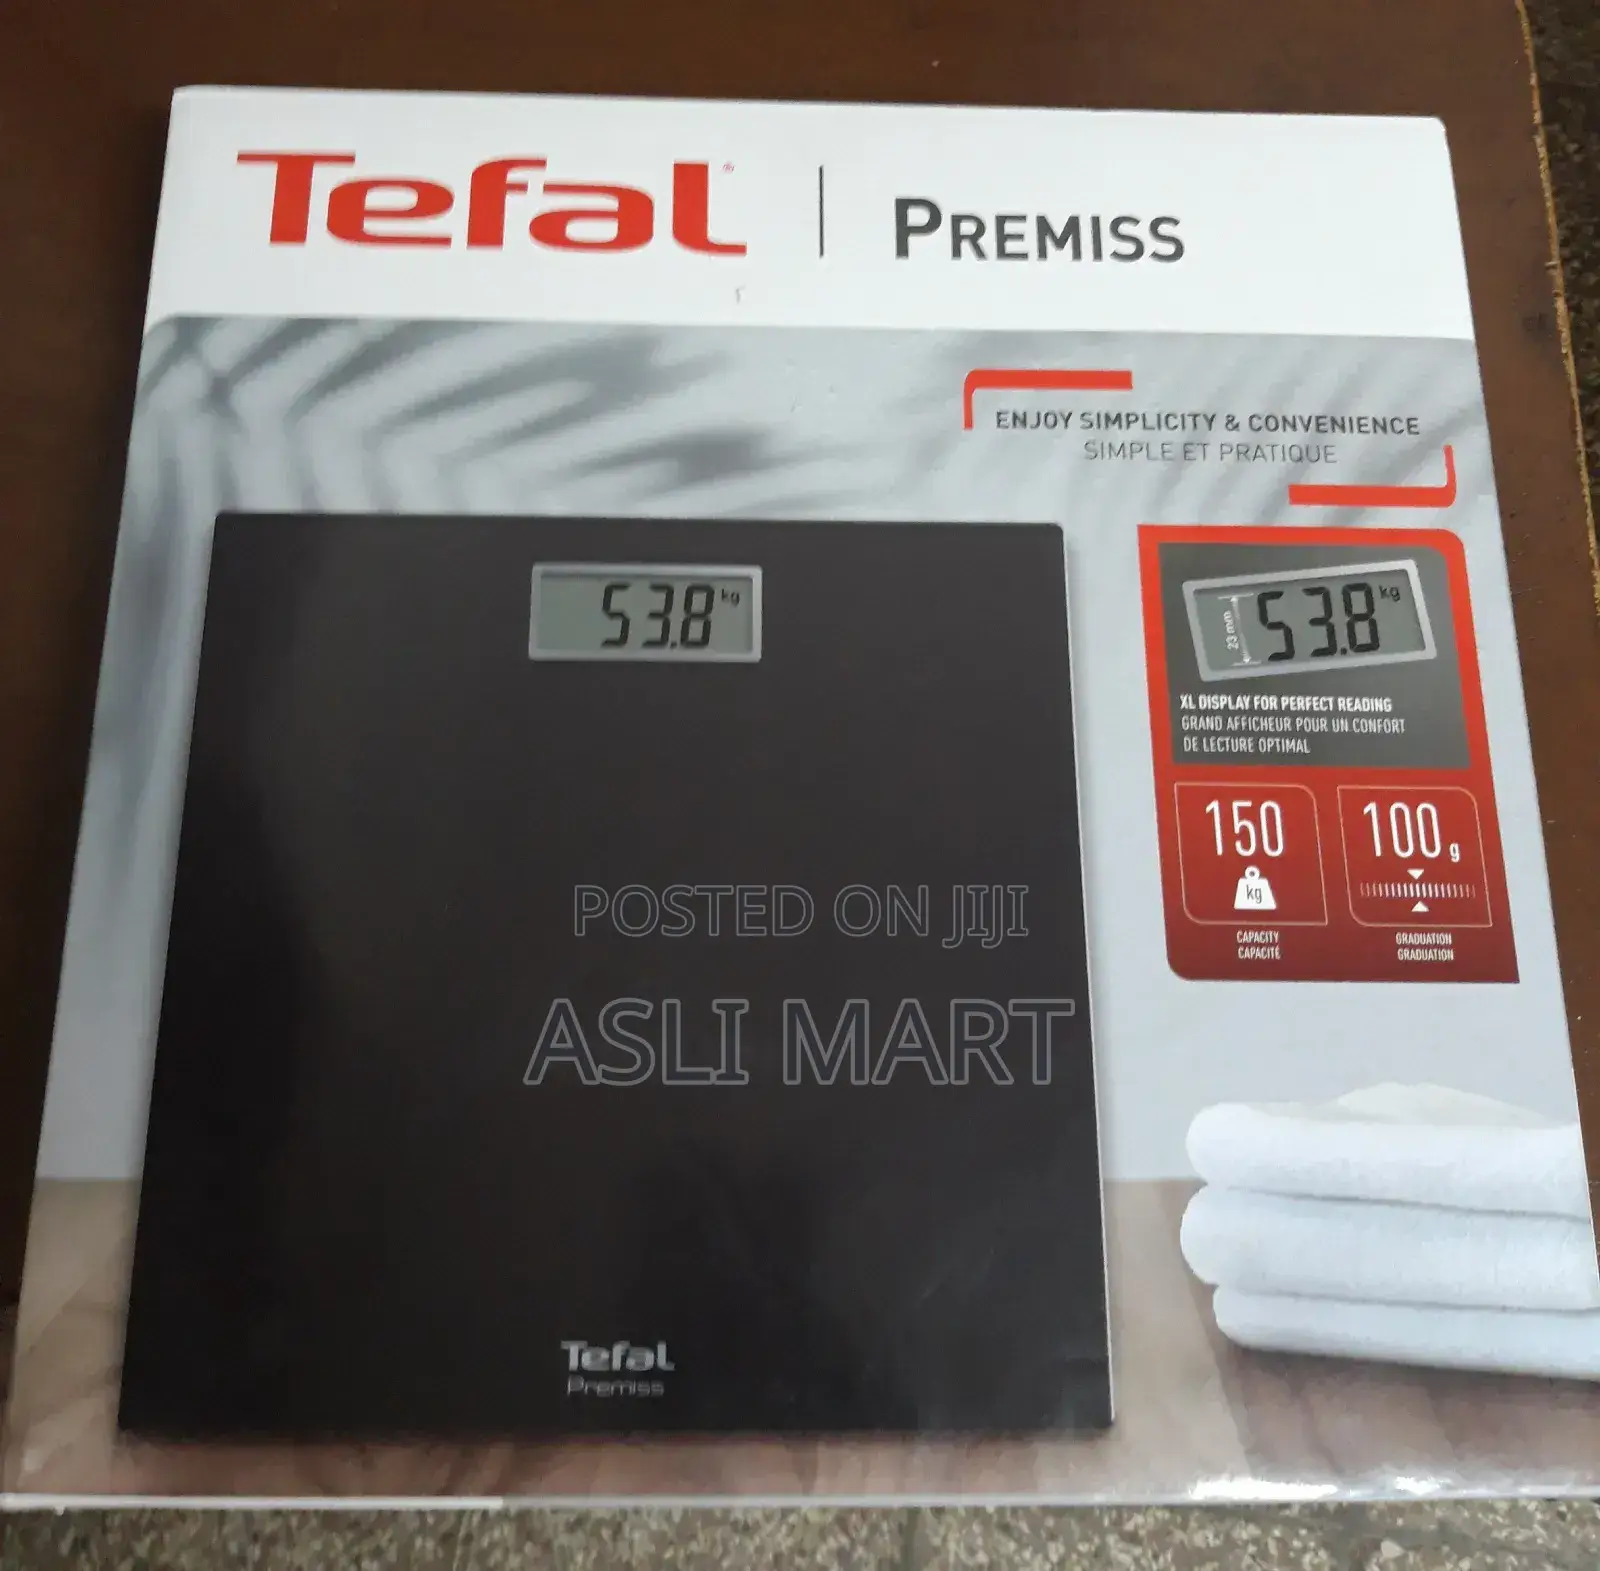 Tefal® | PREMISS
ENJOY SIMPLICITY & CONVENIENCE
SIMPLE ET PRATIQUE
53.8 kg
23 mm
53.8 kg
XL DISPLAY FOR PERFECT READING
GRAND AFFICHEUR POUR UN CONFORT
DE LECTURE OPTIMAL
150
kg
CAPACITY
CAPACITÉ
100 g
GRADUATION
GRADUATION
POSTED ON JIJI
ASLI MART
Tefal
Premiss